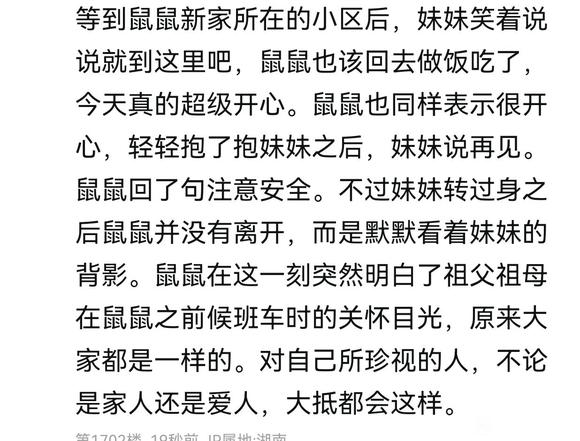 等到鼠鼠新家所在的小区后，妹妹笑着说
说就到这里吧，鼠鼠也该回去做饭吃了，
今天真的超级开心。鼠鼠也同样表示很开
心，轻轻抱了抱妹妹之后，妹妹说再见。
鼠鼠回了句注意安全。不过妹妹转过身之
后鼠鼠并没有离开，而是默默看着妹妹的
背影。鼠鼠在这一刻突然明白了祖父祖母
在鼠鼠之前候班车时的关怀目光，原来大
家都是一样的。对自己所珍视的人，不论
是家人还是爱人，大抵都会这样。
第1702楼 19秒前 IP属地:湖南